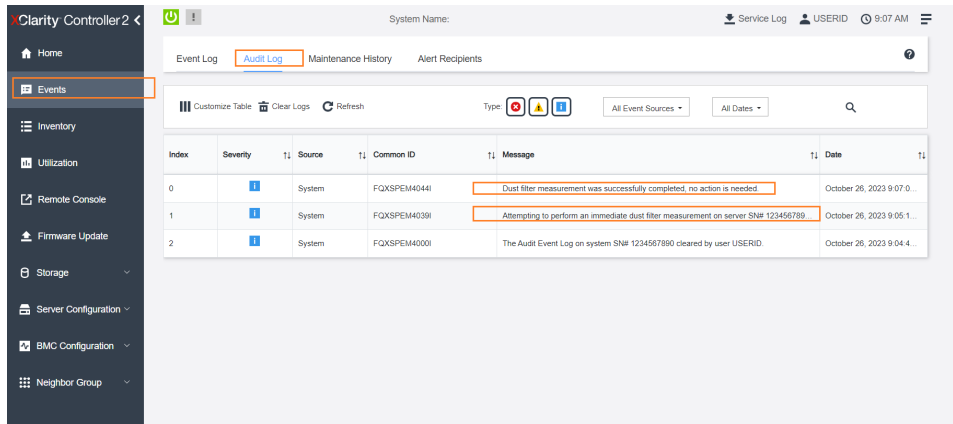 XClarity Controller 2
System Name:
Service Log
USERID
9:07 AM
Home
Events
Inventory
Utilization
Remote Console
Firmware Update
Storage
Server Configuration
BMC Configuration
Neighbor Group
Event Log
Audit Log
Maintenance History
Alert Recipients
Customize Table
Clear Logs
Refresh
Type:
All Event Sources
All Dates
Index Severity Source Common ID Message Date
0 System FQXSPEM4044I Dust filter measurement was successfully completed, no action is needed. October 26, 2023 9:07:0...
1 System FQXSPEM4039I Attempting to perform an immediate dust filter measurement on server SN# 123456789... October 26, 2023 9:05:1...
2 System FQXSPEM4000I The Audit Event Log on system SN# 1234567890 cleared by user USERID. October 26, 2023 9:04:4...